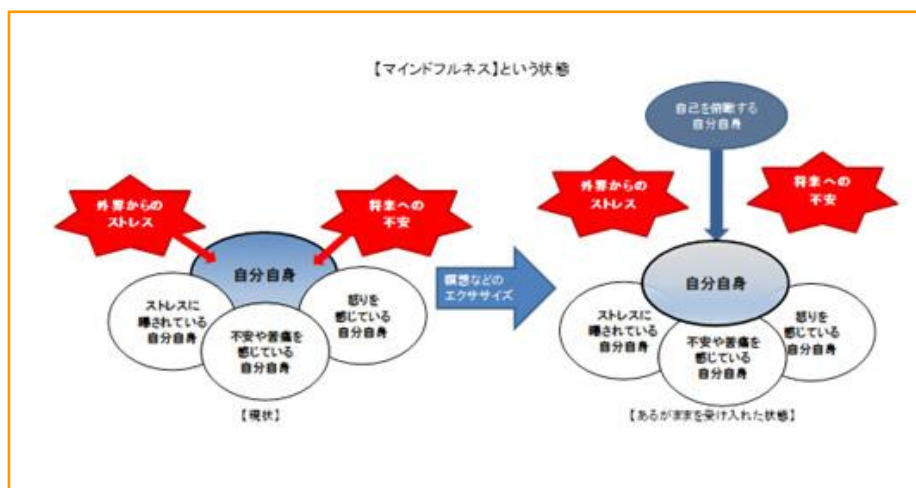 【マインドフルネス】という状態
自己を俯瞰する
自分自身
外界からの
ストレス
将来への
不安
外界からの
ストレス
将来への
不安
自分自身
ストレスに
曝されている
自分自身
不安や苦痛を
感じている
自分自身
怒りを
感じている
自分自身
瞑想などの
エクササイズ
自分自身
ストレスに
曝されている
自分自身
不安や苦痛を
感じている
自分自身
怒りを
感じている
自分自身
【現状】
【あるがままを受け入れた状態】